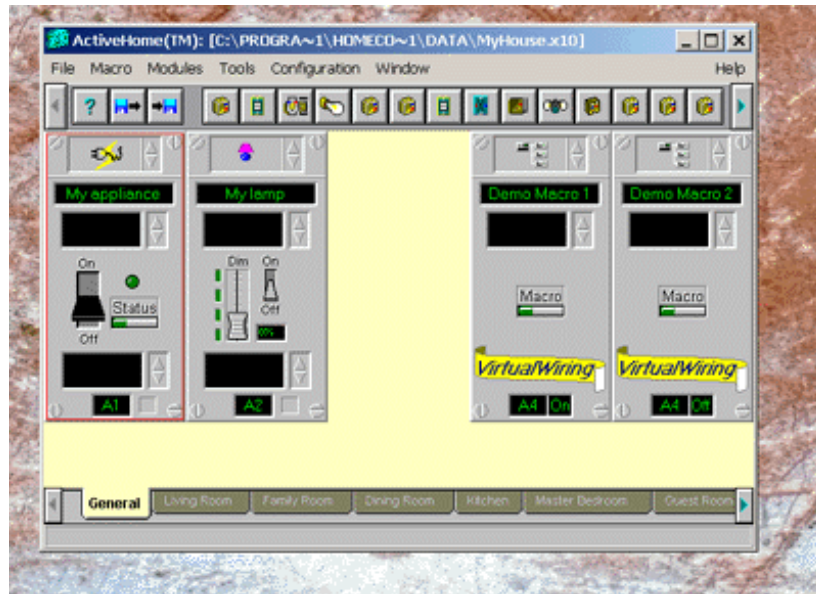 ActiveHome(TM): [C:\PROGRA~1\HOMECO~1\DATA\MyHouse.x10]
File Macro Modules Tools Configuration Window Help
?
My appliance My lamp Demo Macro 1 Demo Macro 2
On Dim On
Status Off Macro Macro
Off 0%
VirtualWiring VirtualWiring
A1 A2 A4 On A4 Off
General Living Room Family Room Dining Room Kitchen Master Bedroom Guest Room